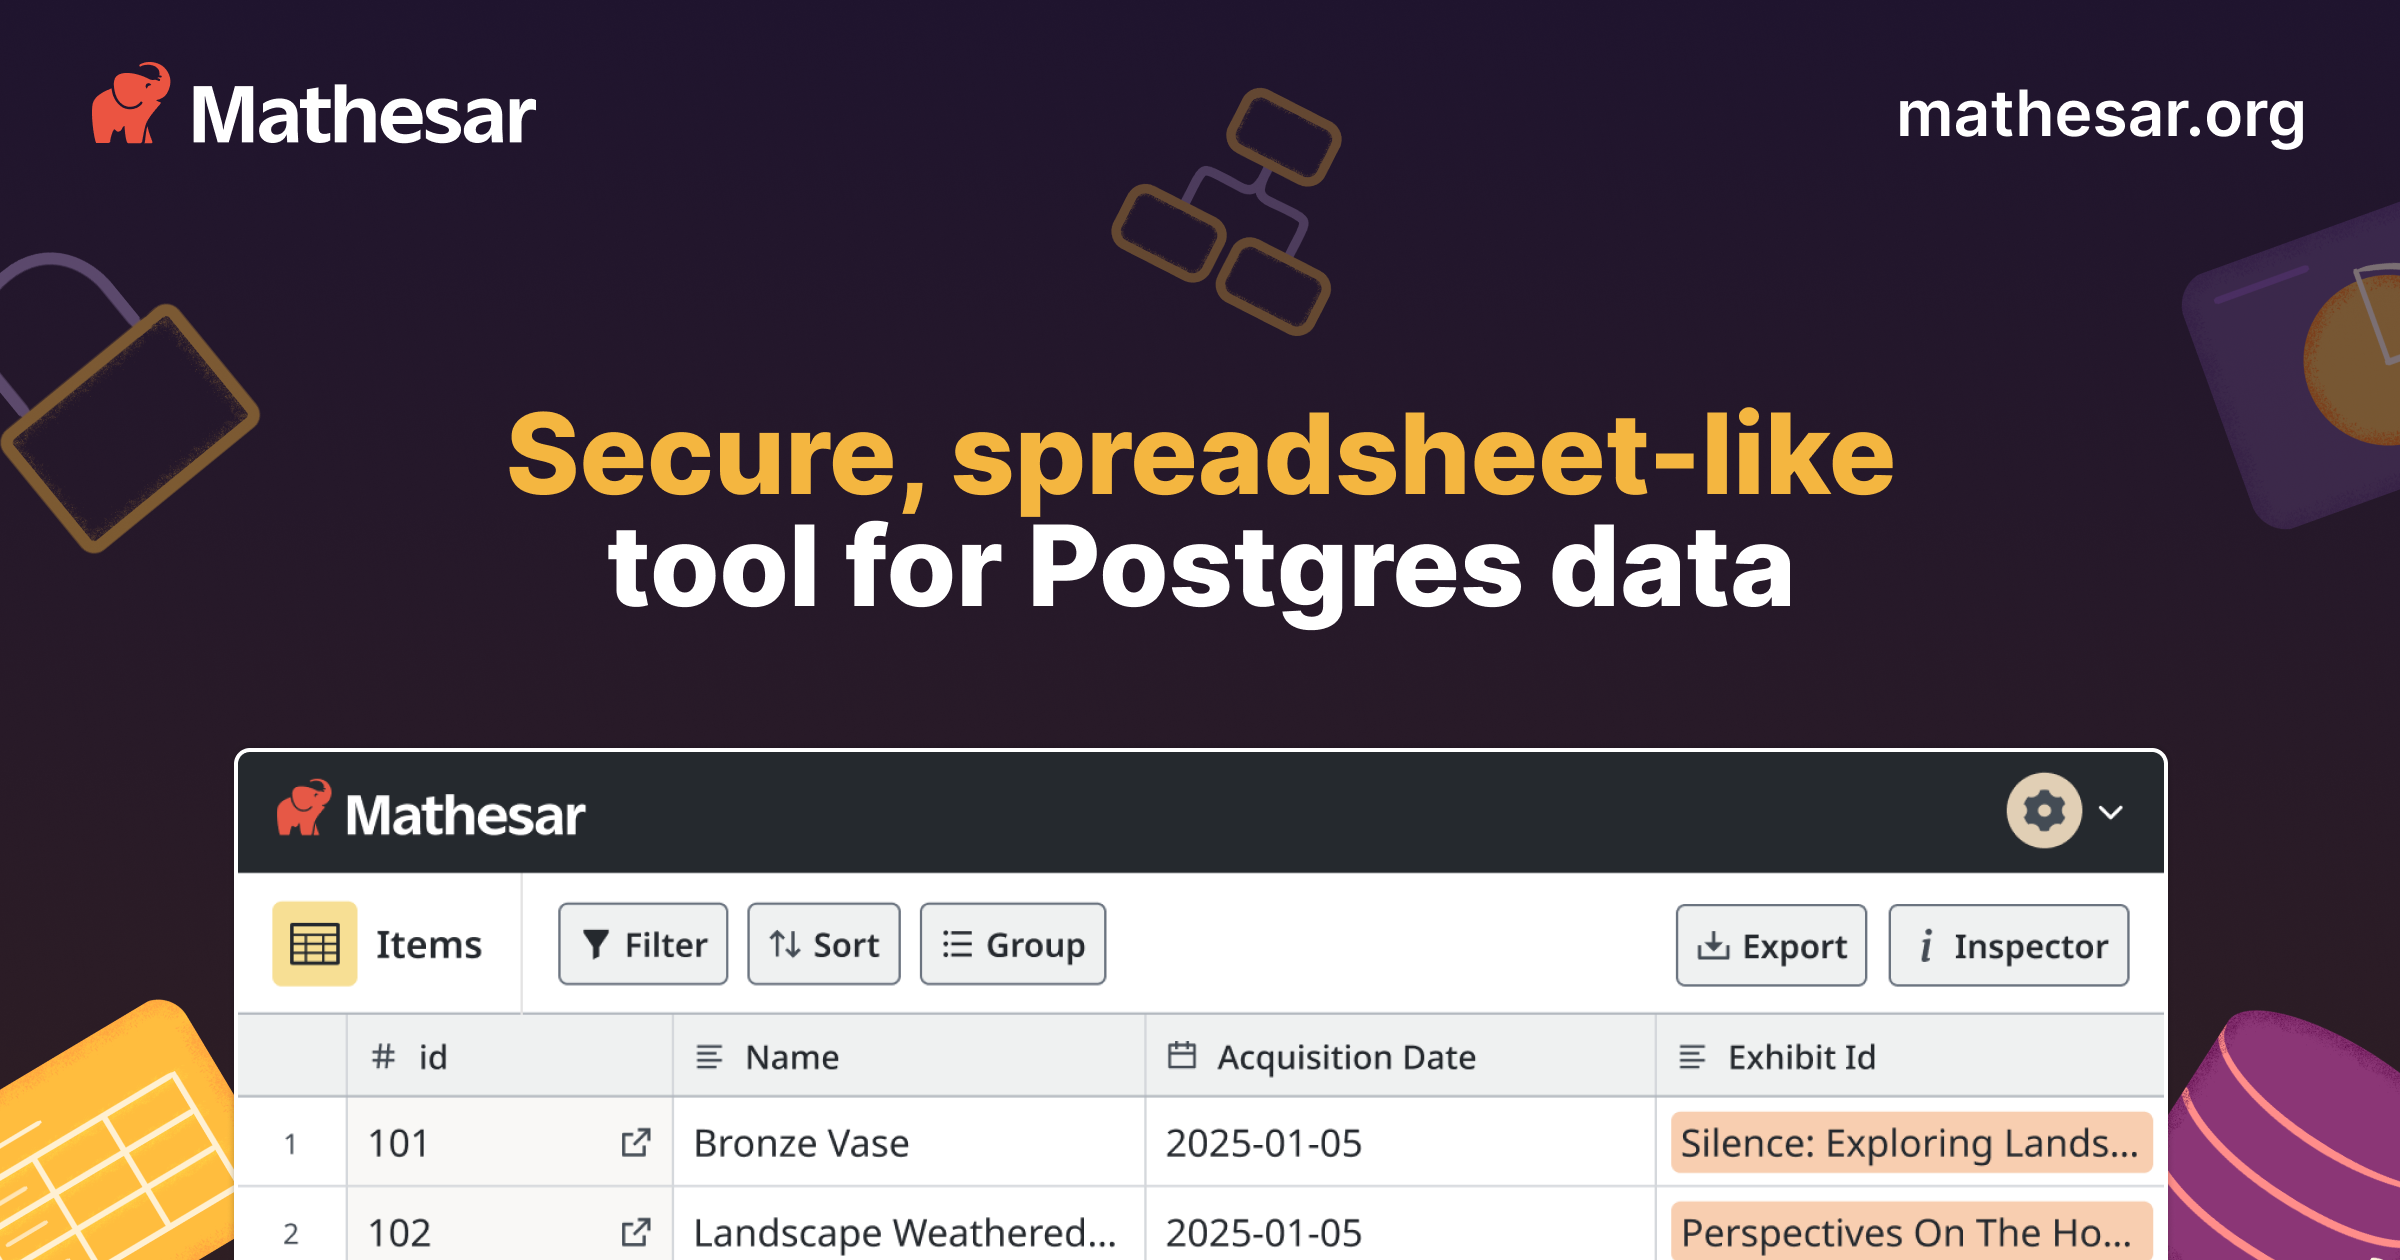 Mathesar
mathesar.org
Secure, spreadsheet-like
tool for Postgres data
Mathesar
Items
Filter
Sort
Group
Export
i Inspector
# id
Name
Acquisition Date
Exhibit Id
1 101 Bronze Vase 2025-01-05 Silence: Exploring Lands...
2 102 Landscape Weathered... 2025-01-05 Perspectives On The Ho...